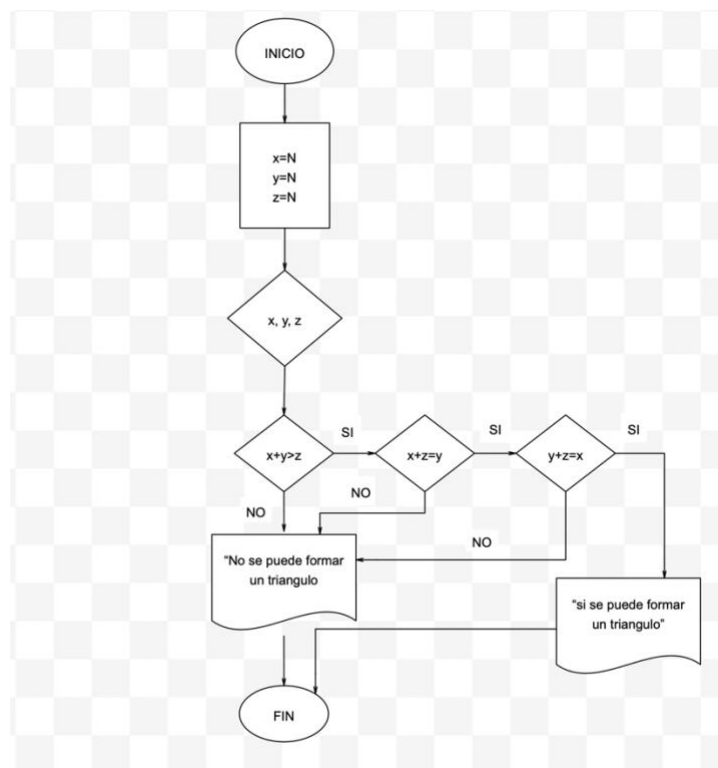 INICIO
x=N
y=N
z=N
x, y, z
x+y>z
SI
x+z=y
SI
y+z=x
SI
NO
NO
NO
"No se puede formar
un triangulo
"si se puede formar
un triangulo"
FIN